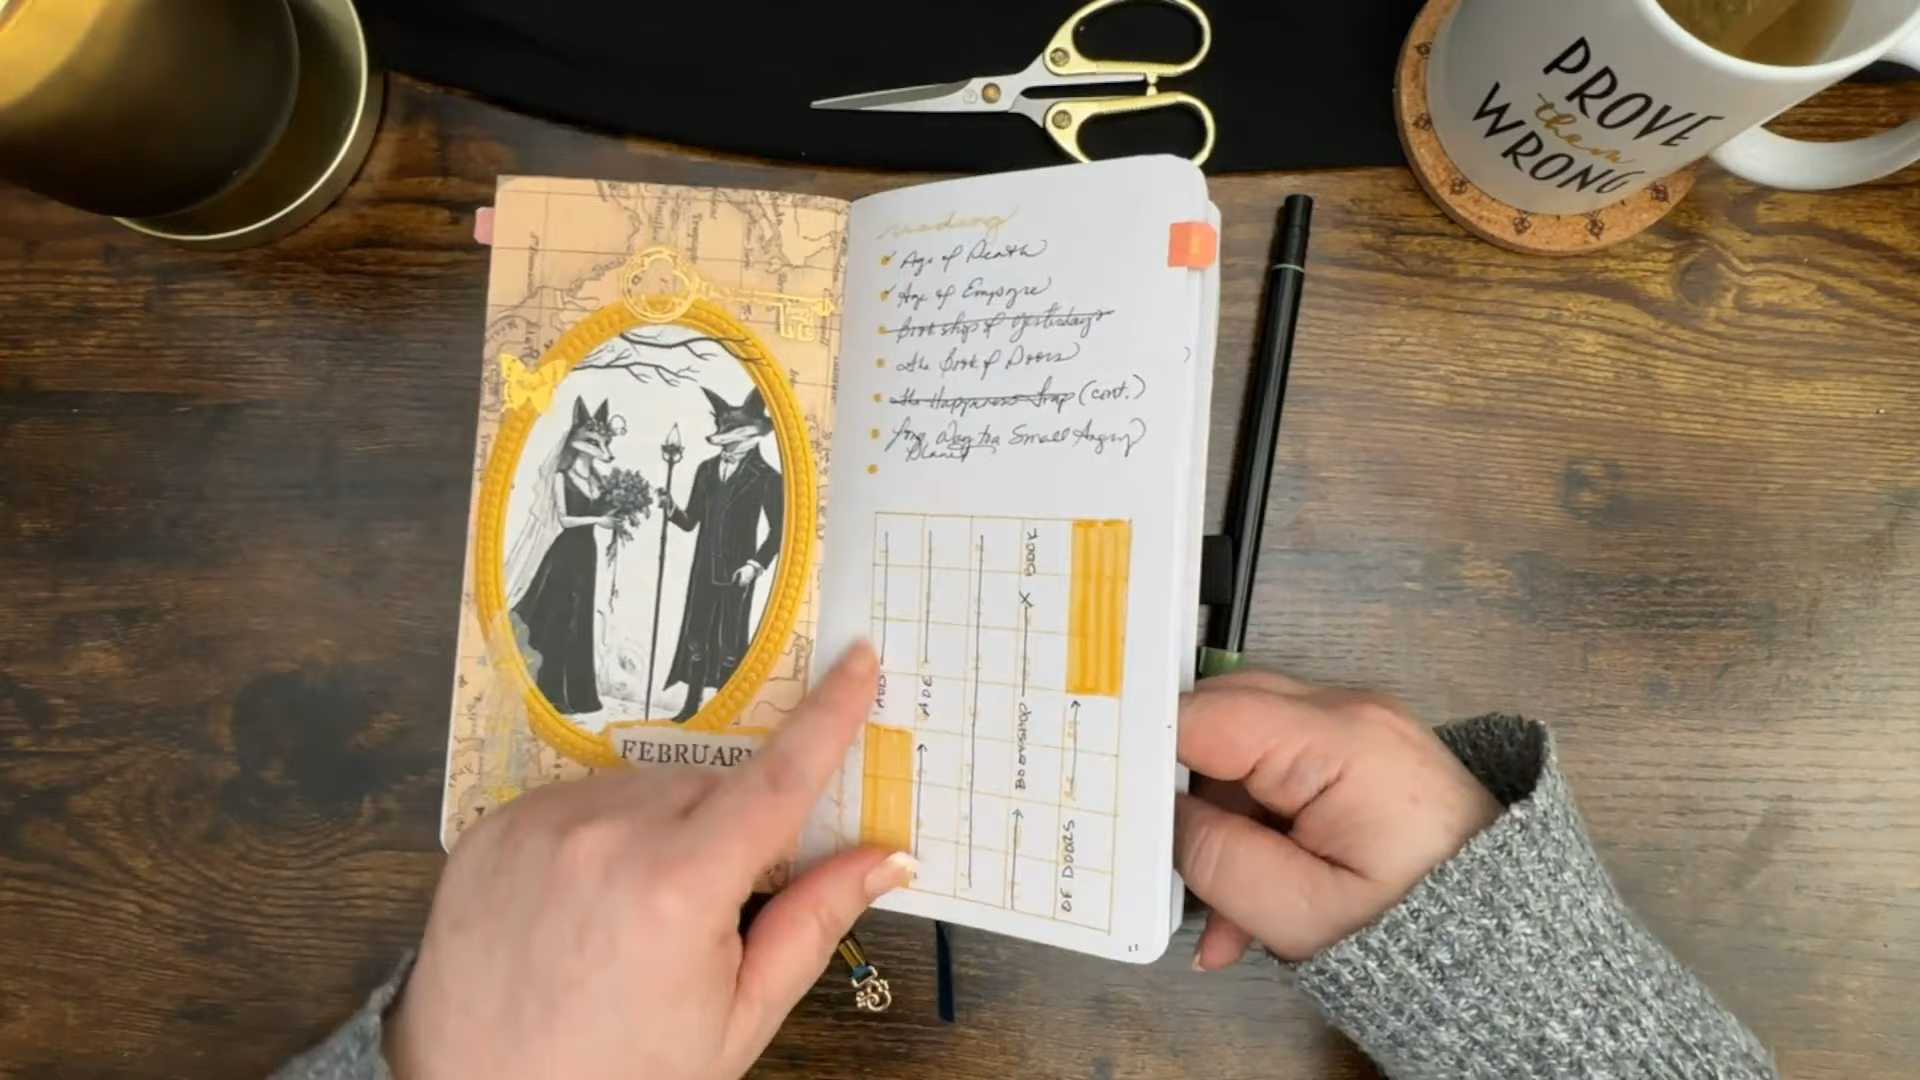 PROVE
them
WRONG
reading
Age of Death
Age of Empyre
Bookshop of Yesterdays
The Book of Doors
The Happiness Trap (cont.)
Long Way to a Small Angry
Planet
AOD
AOE
BOOKSHOP
X
BOOK
OF DOORS
FEBRUARY